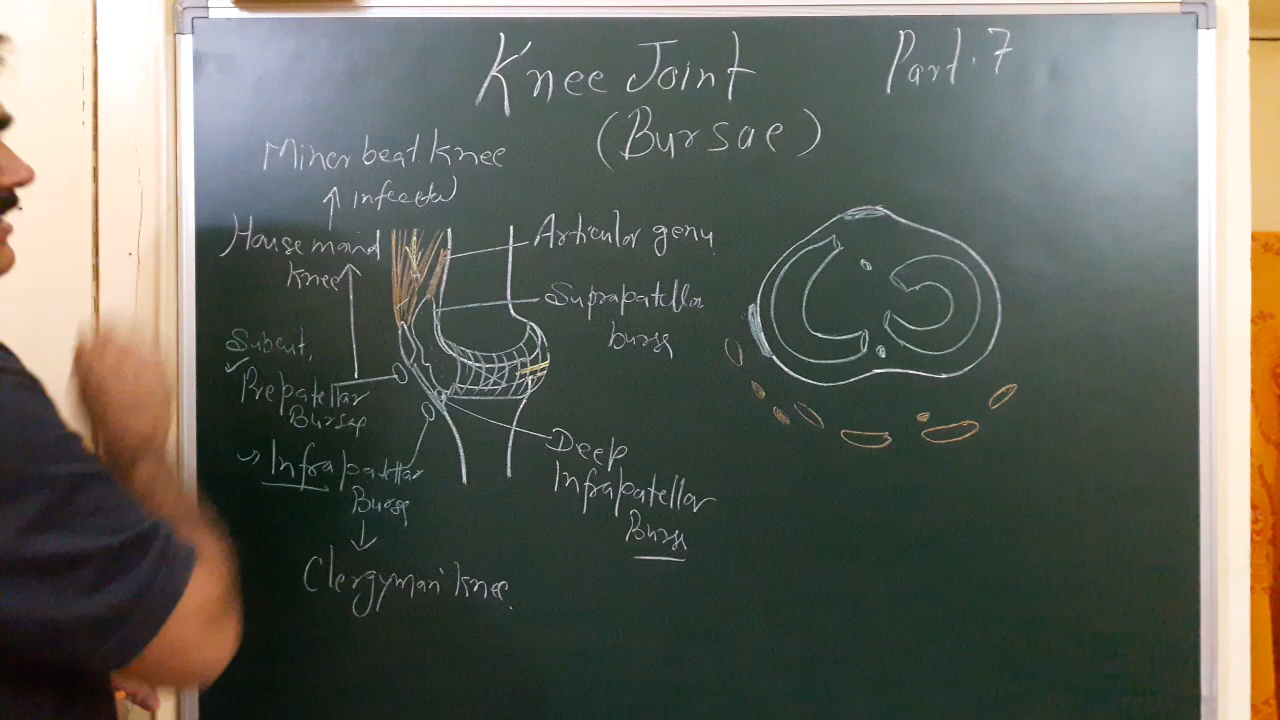 Knee Joint
Part. 7
(Bursae)
Miner beat knee
infected
House maind
knee
Articular genu
Suprapatellar
bursa
Subcut.
Prepatellar
Bursae
Infrapatellar
Bursa
Deep
Infrapatellar
Bursa
Clergyman knee